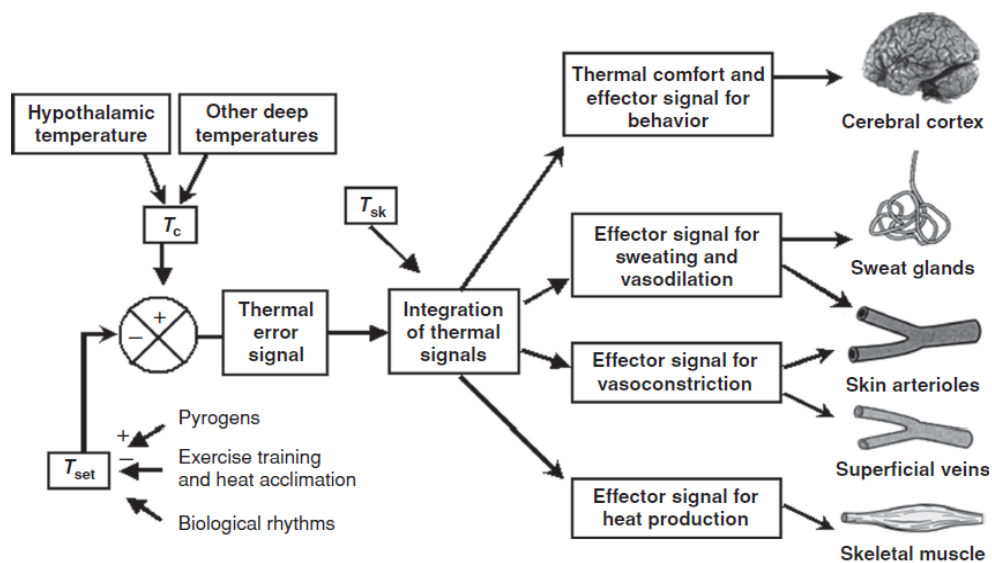 Hypothalamic
temperature
Other deep
temperatures
Tc
+
−
Thermal
error
signal
Tset
+
−
Pyrogens
Exercise training
and heat acclimation
Biological rhythms
Tsk
Integration
of thermal
signals
Thermal comfort and
effector signal for
behavior
Cerebral cortex
Effector signal for
sweating and
vasodilation
Sweat glands
Effector signal for
vasoconstriction
Skin arterioles
Superficial veins
Effector signal for
heat production
Skeletal muscle